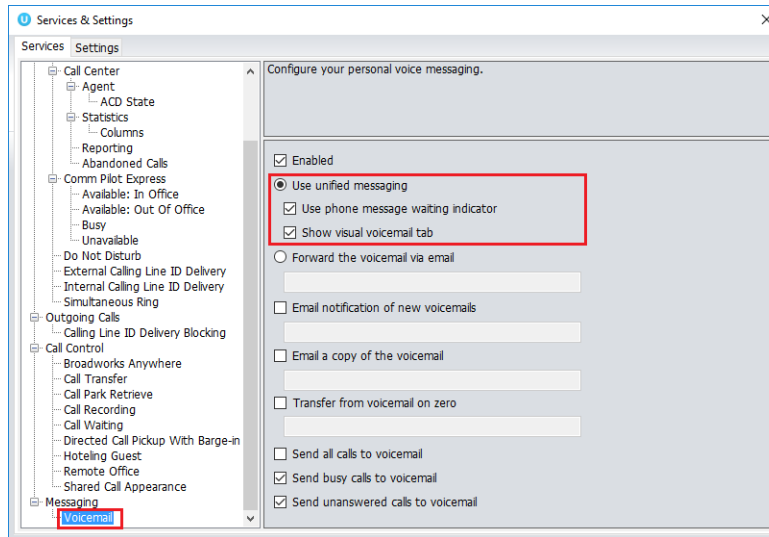 Services & Settings
Services Settings
Call Center
Agent
ACD State
Statistics
Columns
Reporting
Abandoned Calls
Comm Pilot Express
Available: In Office
Available: Out Of Office
Busy
Unavailable
Do Not Disturb
External Calling Line ID Delivery
Internal Calling Line ID Delivery
Simultaneous Ring
Outgoing Calls
Calling Line ID Delivery Blocking
Call Control
Broadworks Anywhere
Call Transfer
Call Park Retrieve
Call Recording
Call Waiting
Directed Call Pickup With Barge-in
Hoteling Guest
Remote Office
Shared Call Appearance
Messaging
Voicemail
Configure your personal voice messaging.
Enabled
Use unified messaging
Use phone message waiting indicator
Show visual voicemail tab
Forward the voicemail via email
Email notification of new voicemails
Email a copy of the voicemail
Transfer from voicemail on zero
Send all calls to voicemail
Send busy calls to voicemail
Send unanswered calls to voicemail